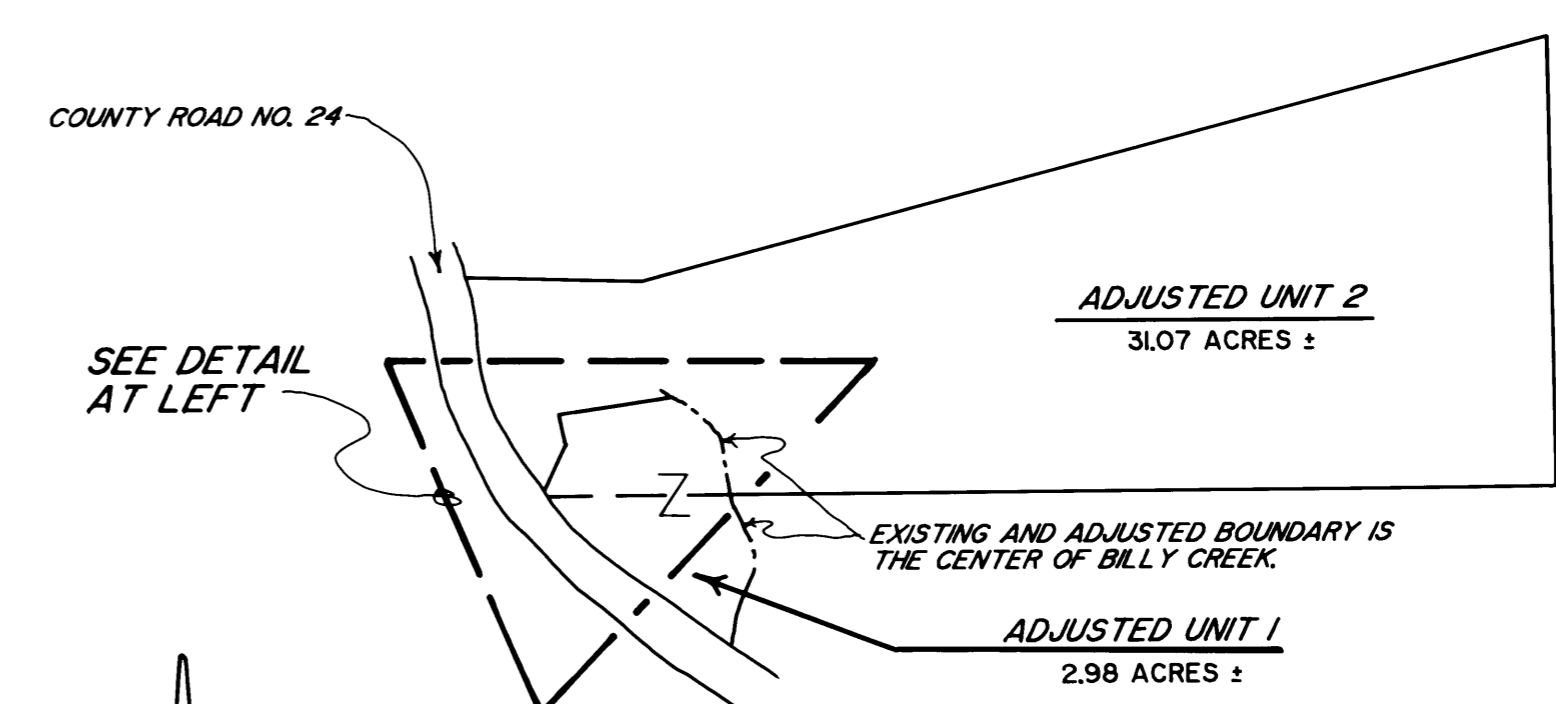 COUNTY ROAD NO. 24
ADJUSTED UNIT 2
31.07 ACRES ±
SEE DETAIL
AT LEFT
Z
EXISTING AND ADJUSTED BOUNDARY IS
THE CENTER OF BILLY CREEK.
ADJUSTED UNIT 1
2.98 ACRES ±